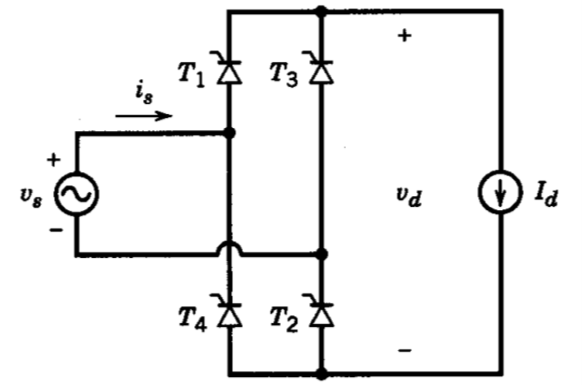 +
T1 T3
is
+
vs
−
vd
Id
T4 T2
−